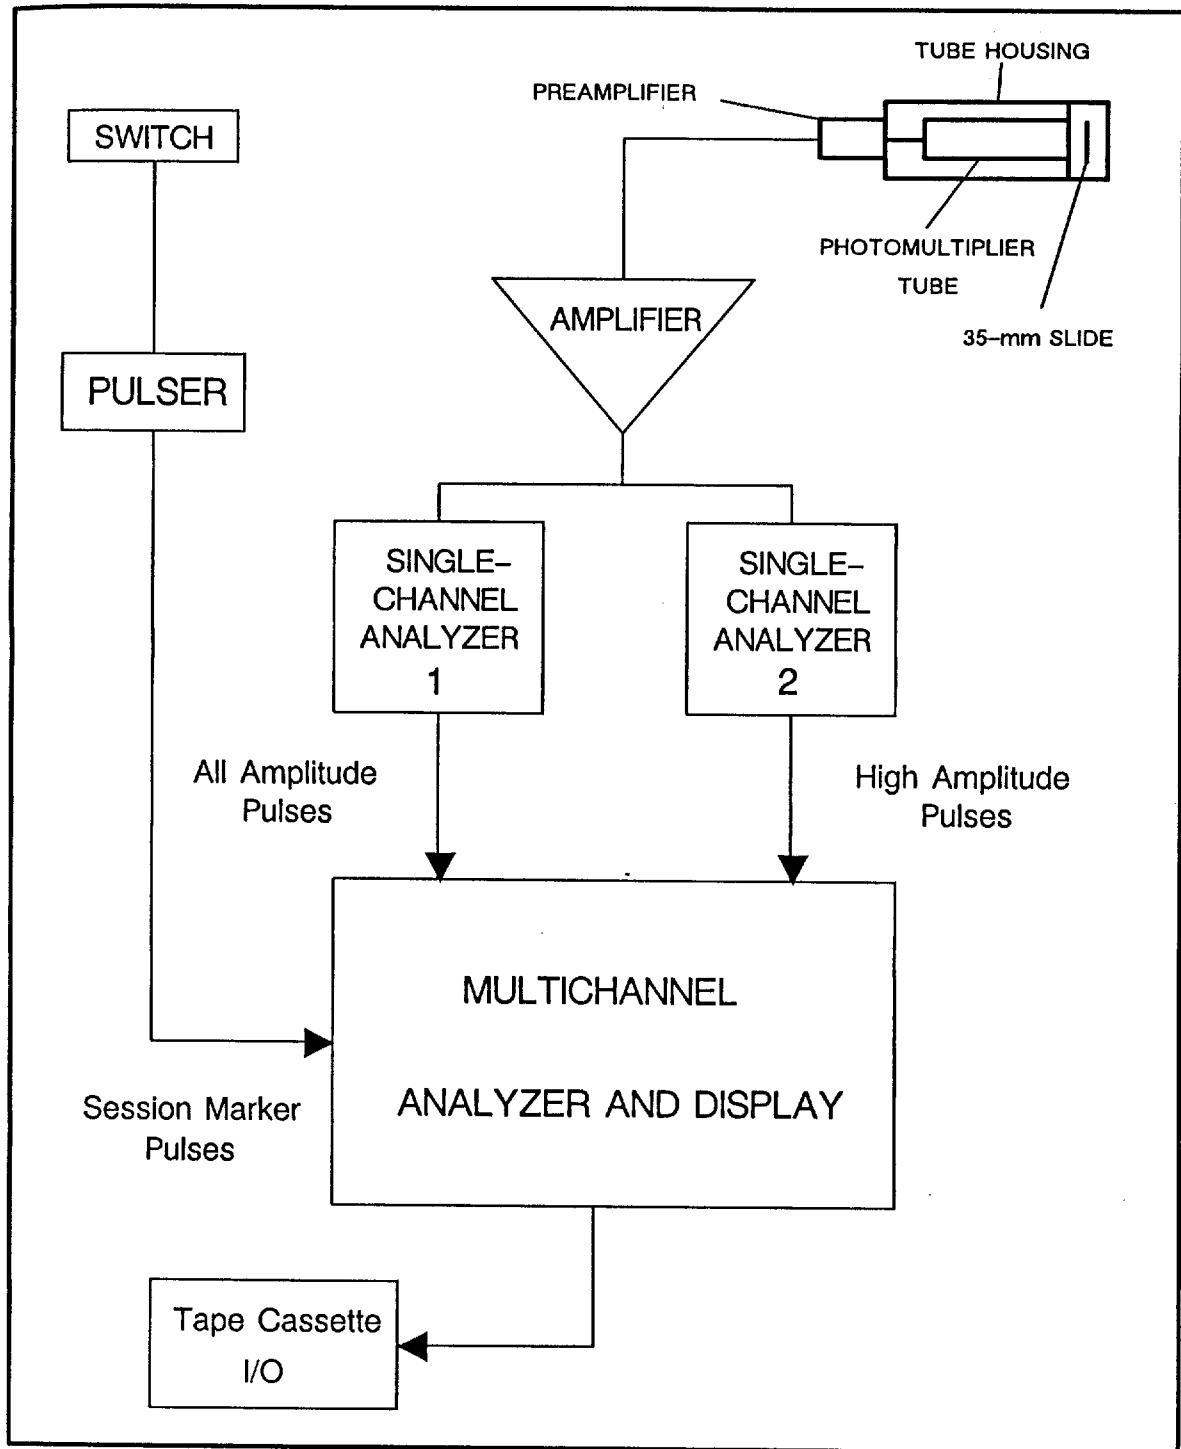 TUBE HOUSING
PREAMPLIFIER
SWITCH
PHOTOMULTIPLIER
TUBE
35-mm SLIDE
AMPLIFIER
PULSER
SINGLE-
CHANNEL
ANALYZER
1
SINGLE-
CHANNEL
ANALYZER
2
All Amplitude
Pulses
High Amplitude
Pulses
MULTICHANNEL
ANALYZER AND DISPLAY
Session Marker
Pulses
Tape Cassette
I/O